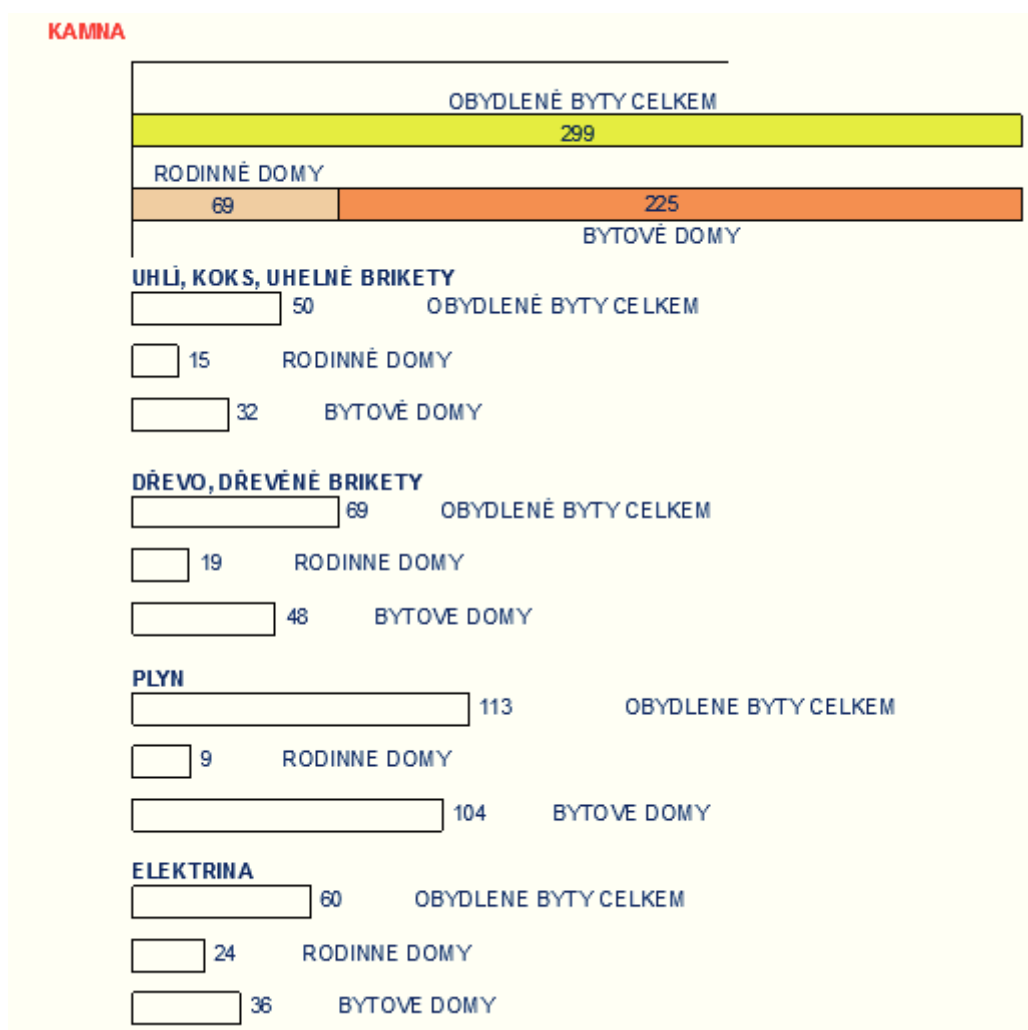 KAMNA
OBYDLENÉ BYTY CELKEM
299
RODINNÉ DOMY
69 225
BYTOVÉ DOMY
UHLÍ, KOKS, UHELNÉ BRIKETY
50 OBYDLENÉ BYTY CELKEM
15 RODINNÉ DOMY
32 BYTOVÉ DOMY
DŘEVO, DŘEVĚNÉ BRIKETY
69 OBYDLENÉ BYTY CELKEM
19 RODINNE DOMY
48 BYTOVE DOMY
PLYN
113 OBYDLENE BYTY CELKEM
9 RODINNE DOMY
104 BYTOVE DOMY
ELEKTRINA
60 OBYDLENE BYTY CELKEM
24 RODINNE DOMY
36 BYTOVE DOMY